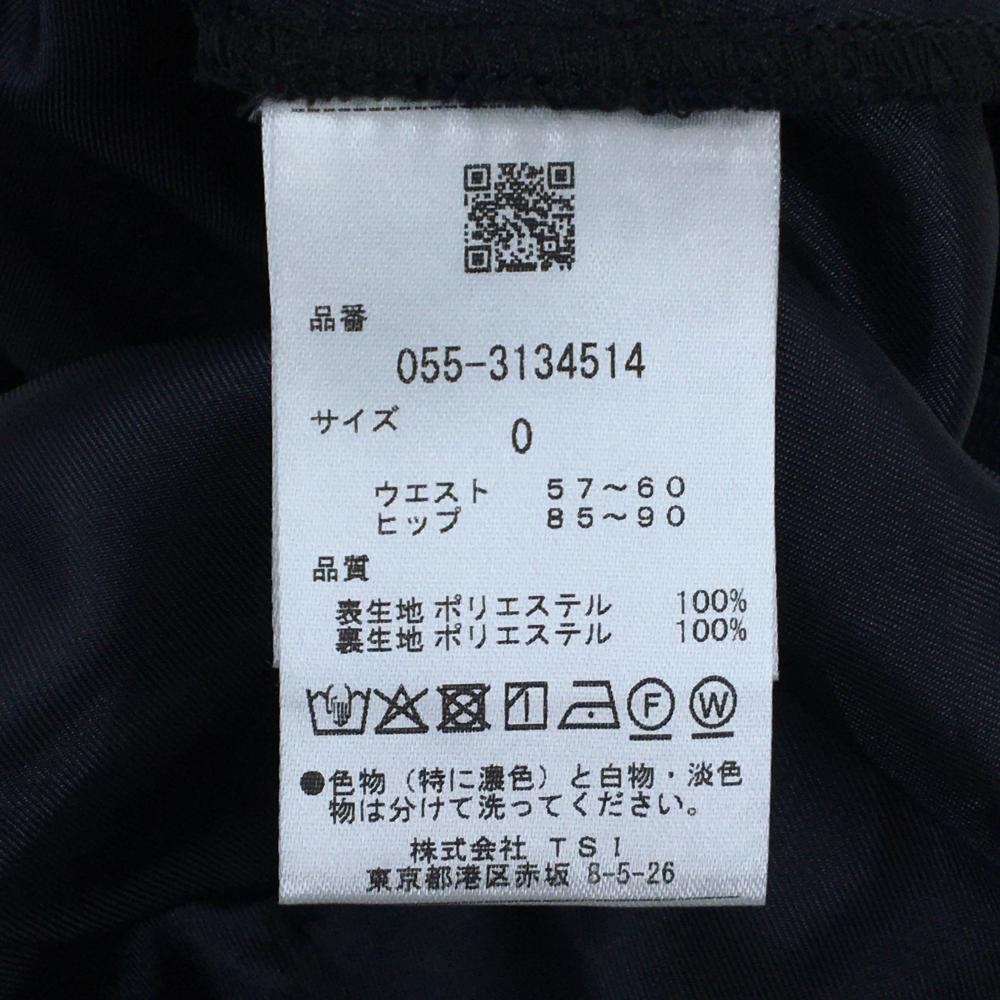 品番
055-3134514
サイズ
0
ウエスト 57～60
ヒップ 85～90
品質
表生地 ポリエステル 100%
裏生地 ポリエステル 100%
F W
●色物（特に濃色）と白物・淡色
物は分けて洗ってください。
株式会社 TSI
東京都港区赤坂 8-5-26